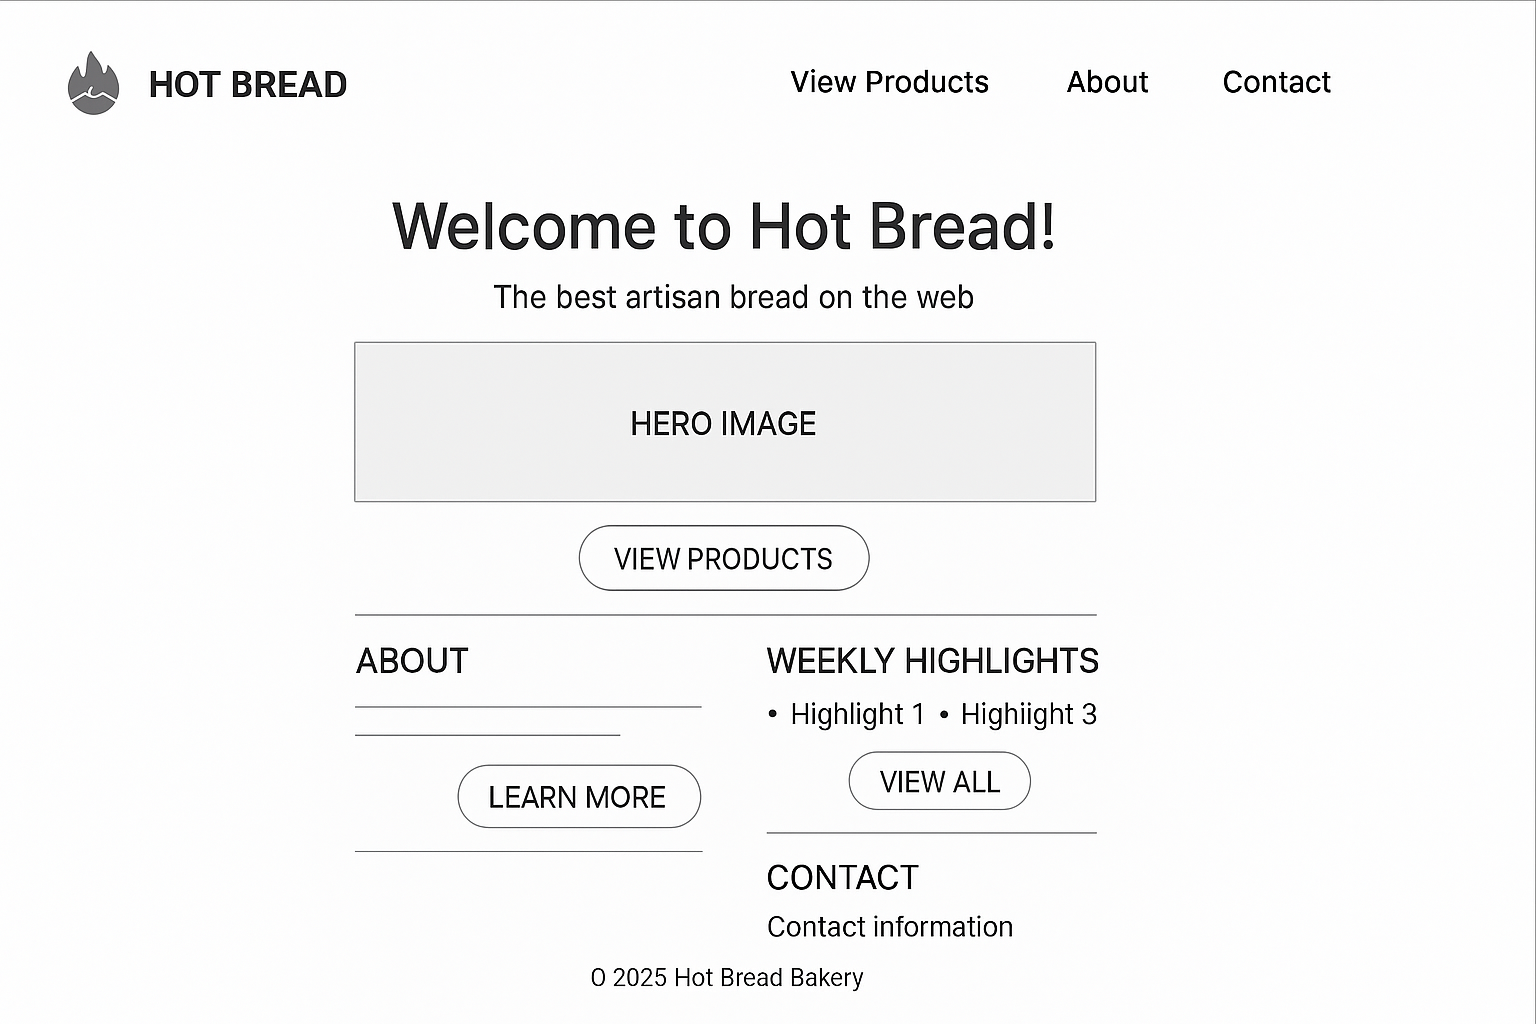 HOT BREAD
View Products About Contact
Welcome to Hot Bread!
The best artisan bread on the web
HERO IMAGE
VIEW PRODUCTS
ABOUT
LEARN MORE
WEEKLY HIGHLIGHTS
• Highlight 1 • Highiight 3
VIEW ALL
CONTACT
Contact information
O 2025 Hot Bread Bakery